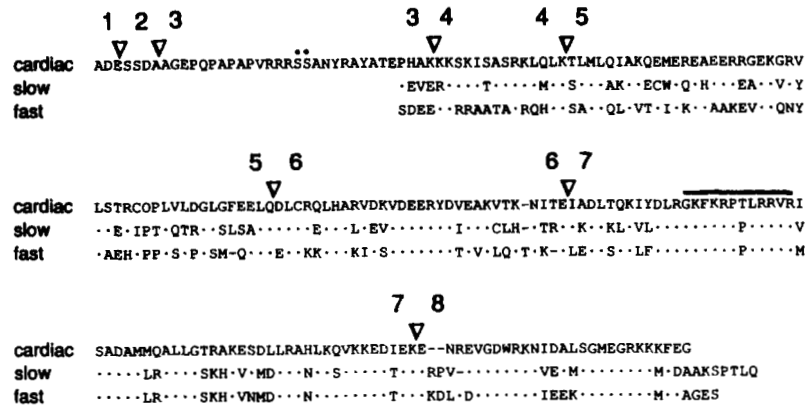 1 2 3 3 4 4 5
cardiac ADESSDAAGEPQPAPAPVRRRSSANYRAYATEPHAKKKSKISASRKLQLKTLMLQIAKQEMEREAEERRGEKGRV
slow ·EVER····T·····M··S···AK··ECW·Q·H···EA··V·Y
fast SDEE··RRAATA·RQH··SA··QL·VT·I·K··AAKEV··QNY
5 6 6 7
cardiac LSTRCOPLVLDGLGFEELQDLCRQLHARVDKVDEERYDVEAKVTK-NITEIADLTQKIYDLRGKFKRPTLRRVRI
slow ··E·IPT·QTR··SLSA······E···L·EV·······I···CLH-·TR··K··KL·VL·········P·····V
fast ·AEH·PP·S·P·SM-Q···E··KK···KI·S·······T·V·LQ·T·K-·LE··S··LF·········P·····M
7 8
cardiac SADAMMQALLGTRAKESDLLRAHLKQVKKEDIEKE--NREVGDWRKNIDALSGMEGRKKKFEG
slow ·····LR····SKH·V·MD···N··S·····T···RPV-······VE·M········M·DAAKSPTLQ
fast ·····LR····SKH·VNMD···N········T···KDL·D······IEEK·······M··AGES